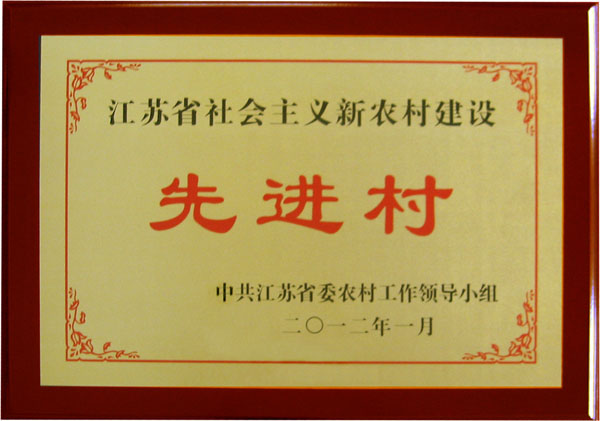 江苏省社会主义新农村建设
先进村
中共江苏省委农村工作领导小组
二〇一二年一月